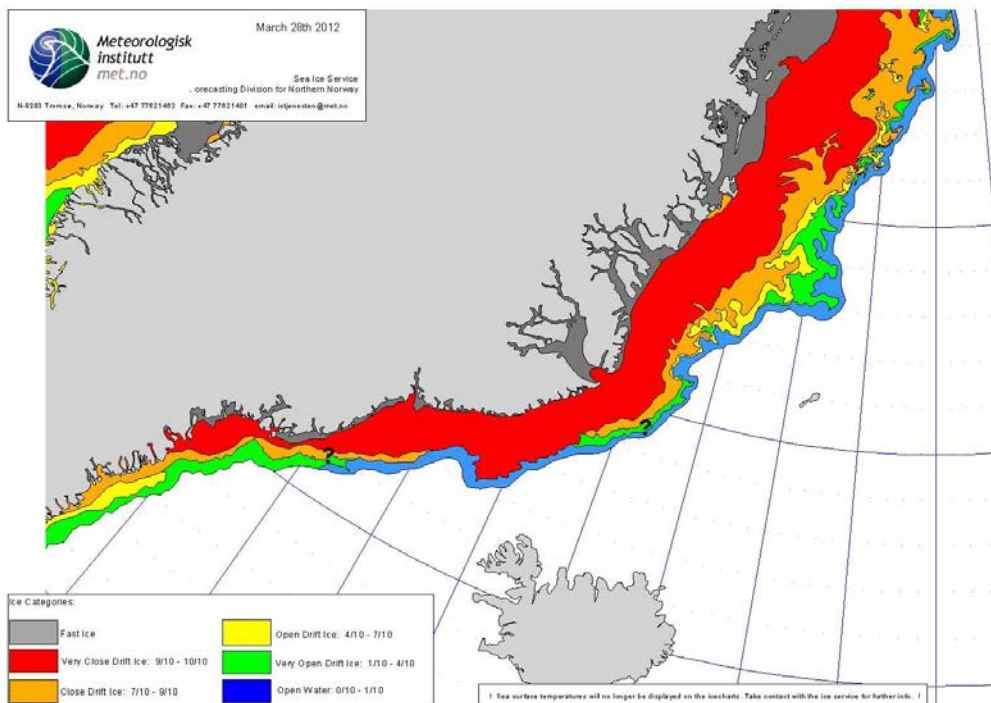 March 28th 2012
Meteorologisk
institutt
met.no
Sea Ice Service
. orecasting Division for Northern Norway
N-9293 Tromsø, Norway Tel: +47 77621462 Fax: +47 77621401 email: istjenesten@met.no
?
?
Ice Categories:
Fast Ice
Very Close Drift Ice: 9/10 - 10/10
Close Drift Ice: 7/10 - 9/10
Open Drift Ice: 4/10 - 7/10
Very Open Drift Ice: 1/10 - 4/10
Open Water: 0/10 - 1/10
! Sea surface temperatures will no longer be displayed on the icecharts. Take contact with the ice service for further info. !